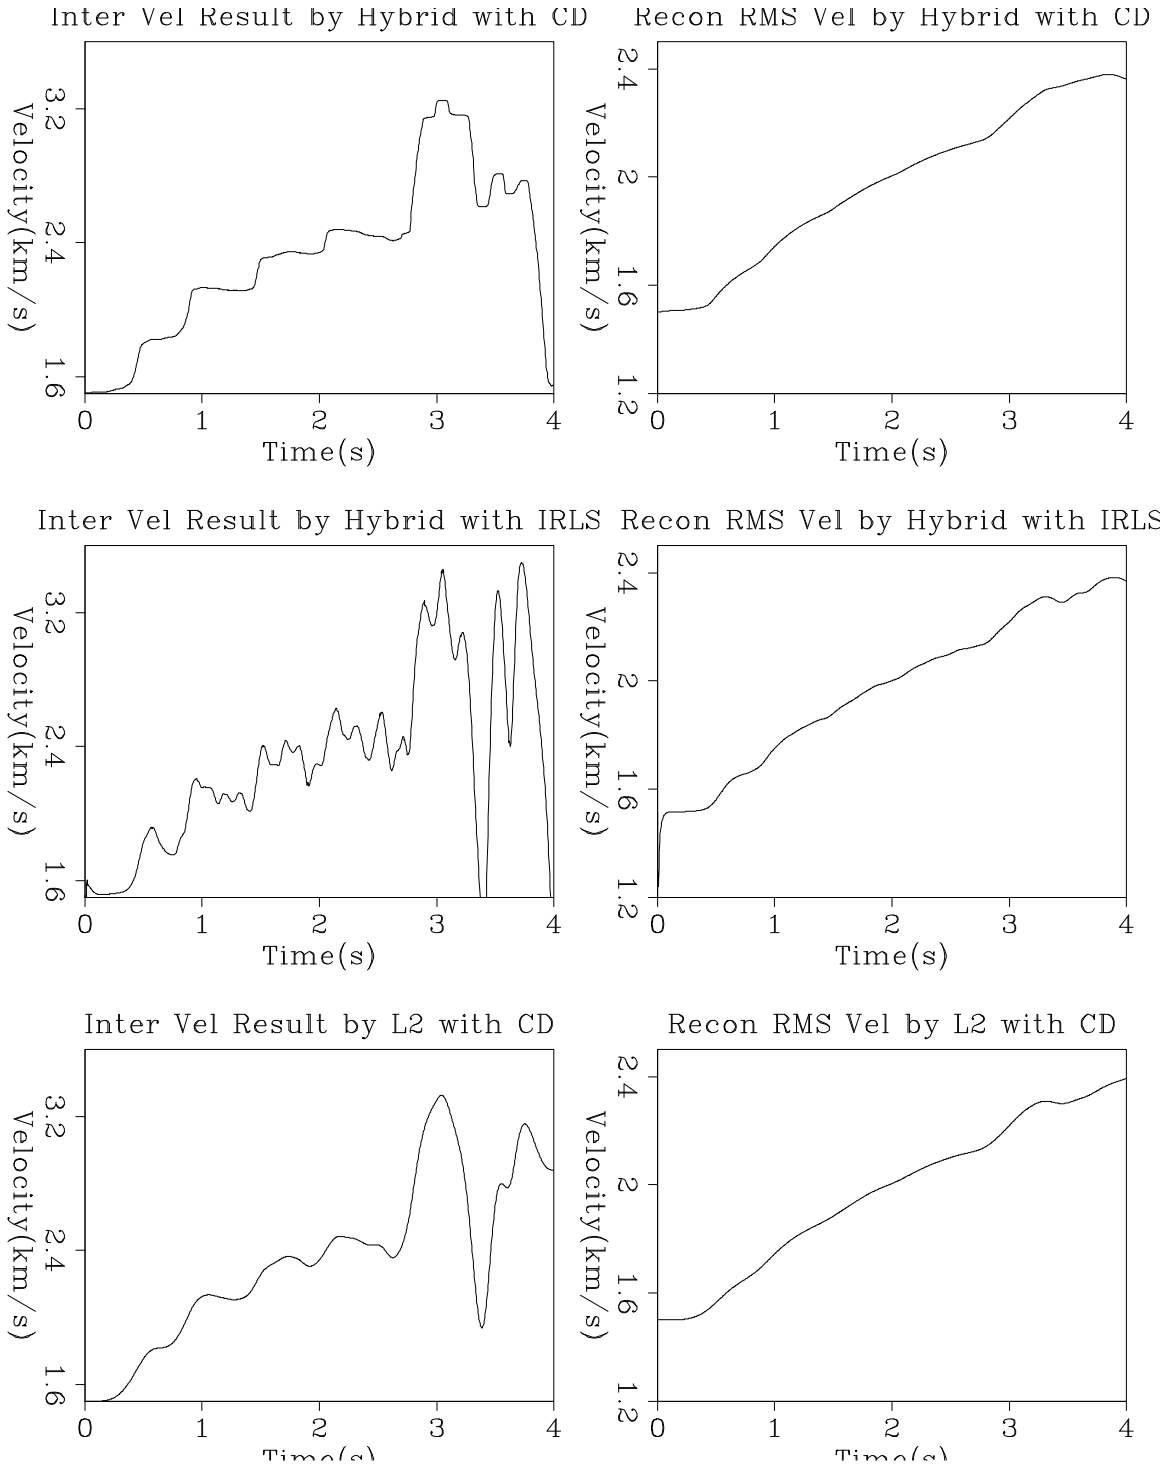 Inter Vel Result by Hybrid with CD
3.2
2.4
1.6
Velocity(km/s)
0 1 2 3 4
Time(s)
Recon RMS Vel by Hybrid with CD
2.4
2
1.6
1.2
Velocity(km/s)
0 1 2 3 4
Time(s)
Inter Vel Result by Hybrid with IRLS
3.2
2.4
1.6
Velocity(km/s)
0 1 2 3 4
Time(s)
Recon RMS Vel by Hybrid with IRLS
2.4
2
1.6
1.2
Velocity(km/s)
0 1 2 3 4
Time(s)
Inter Vel Result by L2 with CD
3.2
2.4
1.6
Velocity(km/s)
0 1 2 3 4
Time(s)
Recon RMS Vel by L2 with CD
2.4
2
1.6
1.2
Velocity(km/s)
0 1 2 3 4
Time(s)